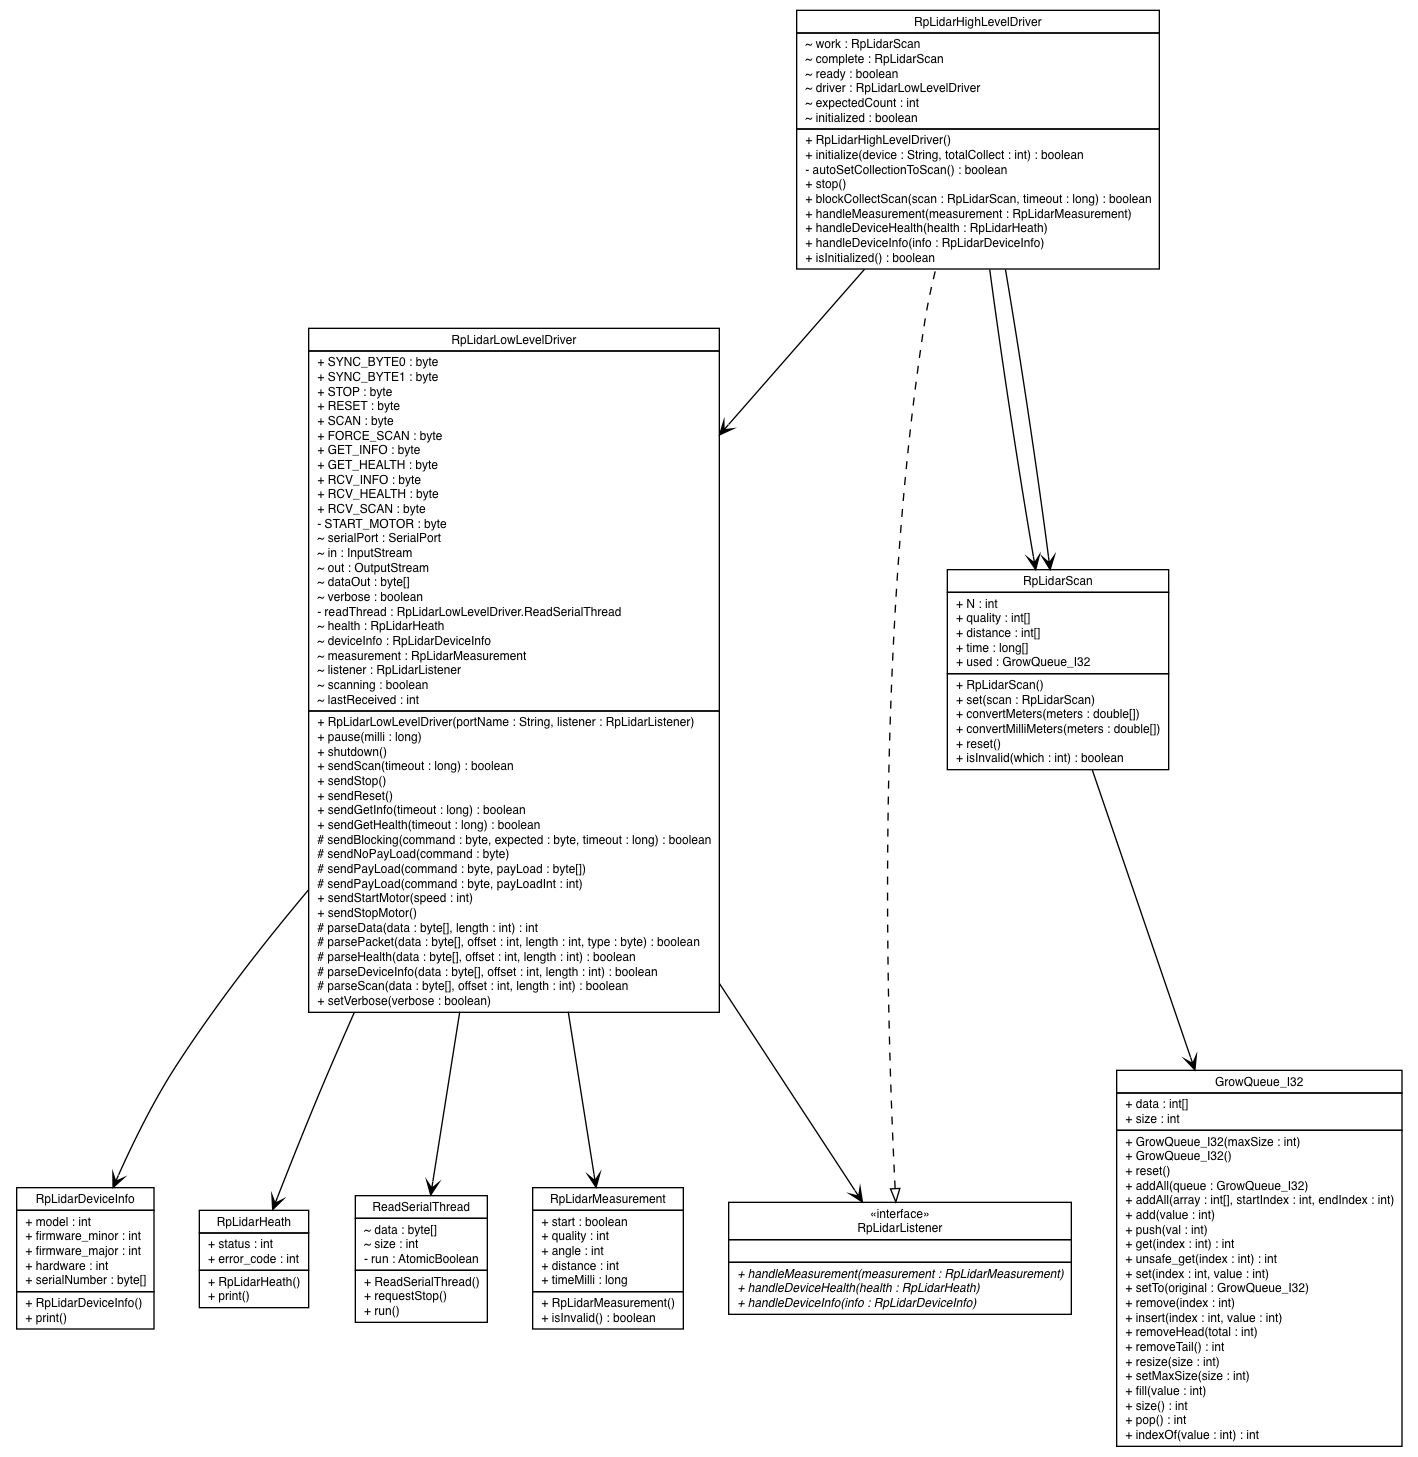 RpLidarHighLevelDriver
~ work : RpLidarScan
~ complete : RpLidarScan
~ ready : boolean
~ driver : RpLidarLowLevelDriver
~ expectedCount : int
~ initialized : boolean
+ RpLidarHighLevelDriver()
+ initialize(device : String, totalCollect : int) : boolean
- autoSetCollectionToScan() : boolean
+ stop()
+ blockCollectScan(scan : RpLidarScan, timeout : long) : boolean
+ handleMeasurement(measurement : RpLidarMeasurement)
+ handleDeviceHealth(health : RpLidarHeath)
+ handleDeviceInfo(info : RpLidarDeviceInfo)
+ isInitialized() : boolean
RpLidarLowLevelDriver
+ SYNC_BYTE0 : byte
+ SYNC_BYTE1 : byte
+ STOP : byte
+ RESET : byte
+ SCAN : byte
+ FORCE_SCAN : byte
+ GET_INFO : byte
+ GET_HEALTH : byte
+ RCV_INFO : byte
+ RCV_HEALTH : byte
+ RCV_SCAN : byte
- START_MOTOR : byte
~ serialPort : SerialPort
~ in : InputStream
~ out : OutputStream
~ dataOut : byte[]
~ verbose : boolean
- readThread : RpLidarLowLevelDriver.ReadSerialThread
~ health : RpLidarHeath
~ deviceInfo : RpLidarDeviceInfo
~ measurement : RpLidarMeasurement
~ listener : RpLidarListener
~ scanning : boolean
~ lastReceived : int
+ RpLidarLowLevelDriver(portName : String, listener : RpLidarListener)
+ pause(milli : long)
+ shutdown()
+ sendScan(timeout : long) : boolean
+ sendStop()
+ sendReset()
+ sendGetInfo(timeout : long) : boolean
+ sendGetHealth(timeout : long) : boolean
# sendBlocking(command : byte, expected : byte, timeout : long) : boolean
# sendNoPayLoad(command : byte)
# sendPayLoad(command : byte, payLoad : byte[])
# sendPayLoad(command : byte, payLoadInt : int)
+ sendStartMotor(speed : int)
+ sendStopMotor()
# parseData(data : byte[], length : int) : int
# parsePacket(data : byte[], offset : int, length : int, type : byte) : boolean
# parseHealth(data : byte[], offset : int, length : int) : boolean
# parseDeviceInfo(data : byte[], offset : int, length : int) : boolean
# parseScan(data : byte[], offset : int, length : int) : boolean
+ setVerbose(verbose : boolean)
RpLidarScan
+ N : int
+ quality : int[]
+ distance : int[]
+ time : long[]
+ used : GrowQueue_I32
+ RpLidarScan()
+ set(scan : RpLidarScan)
+ convertMeters(meters : double[])
+ convertMilliMeters(meters : double[])
+ reset()
+ isInvalid(which : int) : boolean
RpLidarDeviceInfo
+ model : int
+ firmware_minor : int
+ firmware_major : int
+ hardware : int
+ serialNumber : byte[]
+ RpLidarDeviceInfo()
+ print()
RpLidarHeath
+ status : int
+ error_code : int
+ RpLidarHeath()
+ print()
ReadSerialThread
~ data : byte[]
~ size : int
- run : AtomicBoolean
+ ReadSerialThread()
+ requestStop()
+ run()
RpLidarMeasurement
+ start : boolean
+ quality : int
+ angle : int
+ distance : int
+ timeMilli : long
+ RpLidarMeasurement()
+ isInvalid() : boolean
«interface»
RpLidarListener
+ handleMeasurement(measurement : RpLidarMeasurement)
+ handleDeviceHealth(health : RpLidarHeath)
+ handleDeviceInfo(info : RpLidarDeviceInfo)
GrowQueue_I32
+ data : int[]
+ size : int
+ GrowQueue_I32(maxSize : int)
+ GrowQueue_I32()
+ reset()
+ addAll(queue : GrowQueue_I32)
+ addAll(array : int[], startIndex : int, endIndex : int)
+ add(value : int)
+ push(val : int)
+ get(index : int) : int
+ unsafe_get(index : int) : int
+ set(index : int, value : int)
+ setTo(original : GrowQueue_I32)
+ remove(index : int)
+ insert(index : int, value : int)
+ removeHead(total : int)
+ removeTail() : int
+ resize(size : int)
+ setMaxSize(size : int)
+ fill(value : int)
+ size() : int
+ pop() : int
+ indexOf(value : int) : int